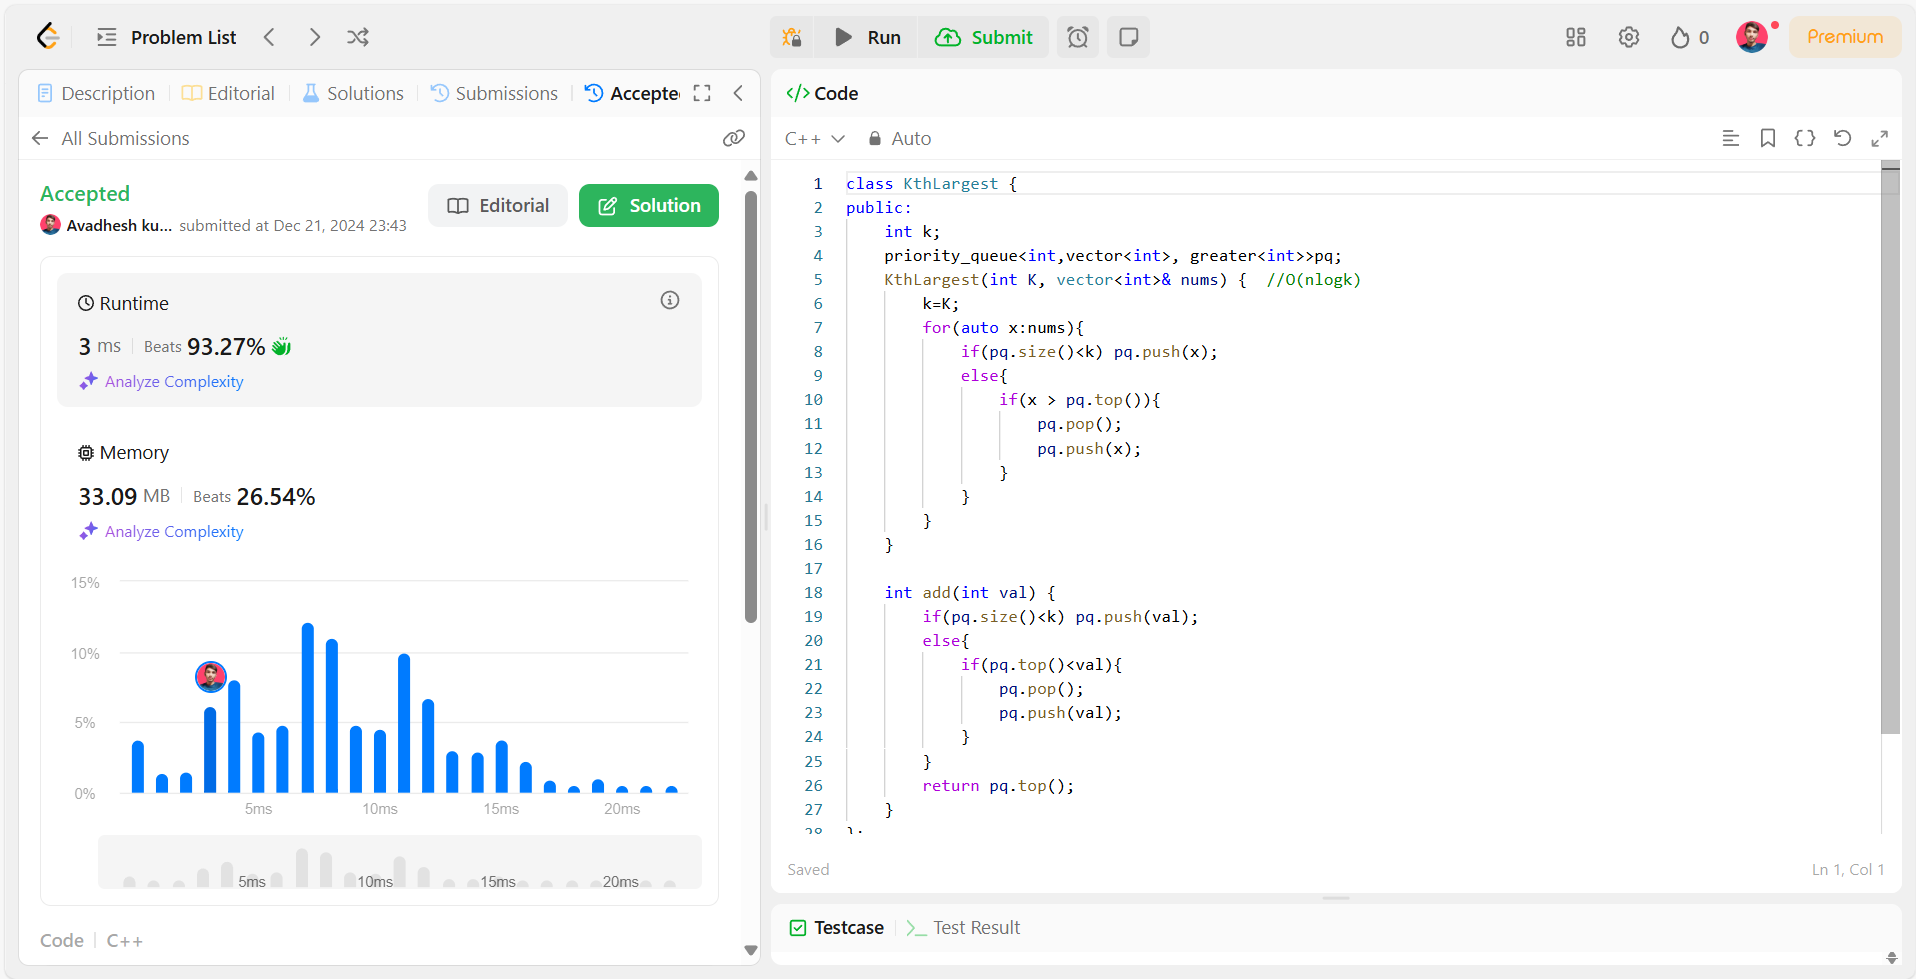 Problem List
Run
Submit
0
Premium
Description
Editorial
Solutions
Submissions
Accepte
All Submissions
Accepted
Avadhesh ku... submitted at Dec 21, 2024 23:43
Editorial
Solution
Runtime
3 ms Beats 93.27%
Analyze Complexity
Memory
33.09 MB Beats 26.54%
Analyze Complexity
15%
10%
5%
0%
5ms 10ms 15ms 20ms
5ms 10ms 15ms 20ms
Code C++
</> Code
C++ Auto
1 class KthLargest {
2 public:
3     int k;
4     priority_queue<int,vector<int>, greater<int>>pq;
5     KthLargest(int K, vector<int>& nums) {  //O(nlogk)
6         k=K;
7         for(auto x:nums){
8             if(pq.size()<k) pq.push(x);
9             else{
10                 if(x > pq.top()){
11                     pq.pop();
12                     pq.push(x);
13                 }
14             }
15         }
16     }
17
18     int add(int val) {
19         if(pq.size()<k) pq.push(val);
20         else{
21             if(pq.top()<val){
22                 pq.pop();
23                 pq.push(val);
24             }
25         }
26         return pq.top();
27     }
28 };
Saved
Ln 1, Col 1
Testcase
Test Result